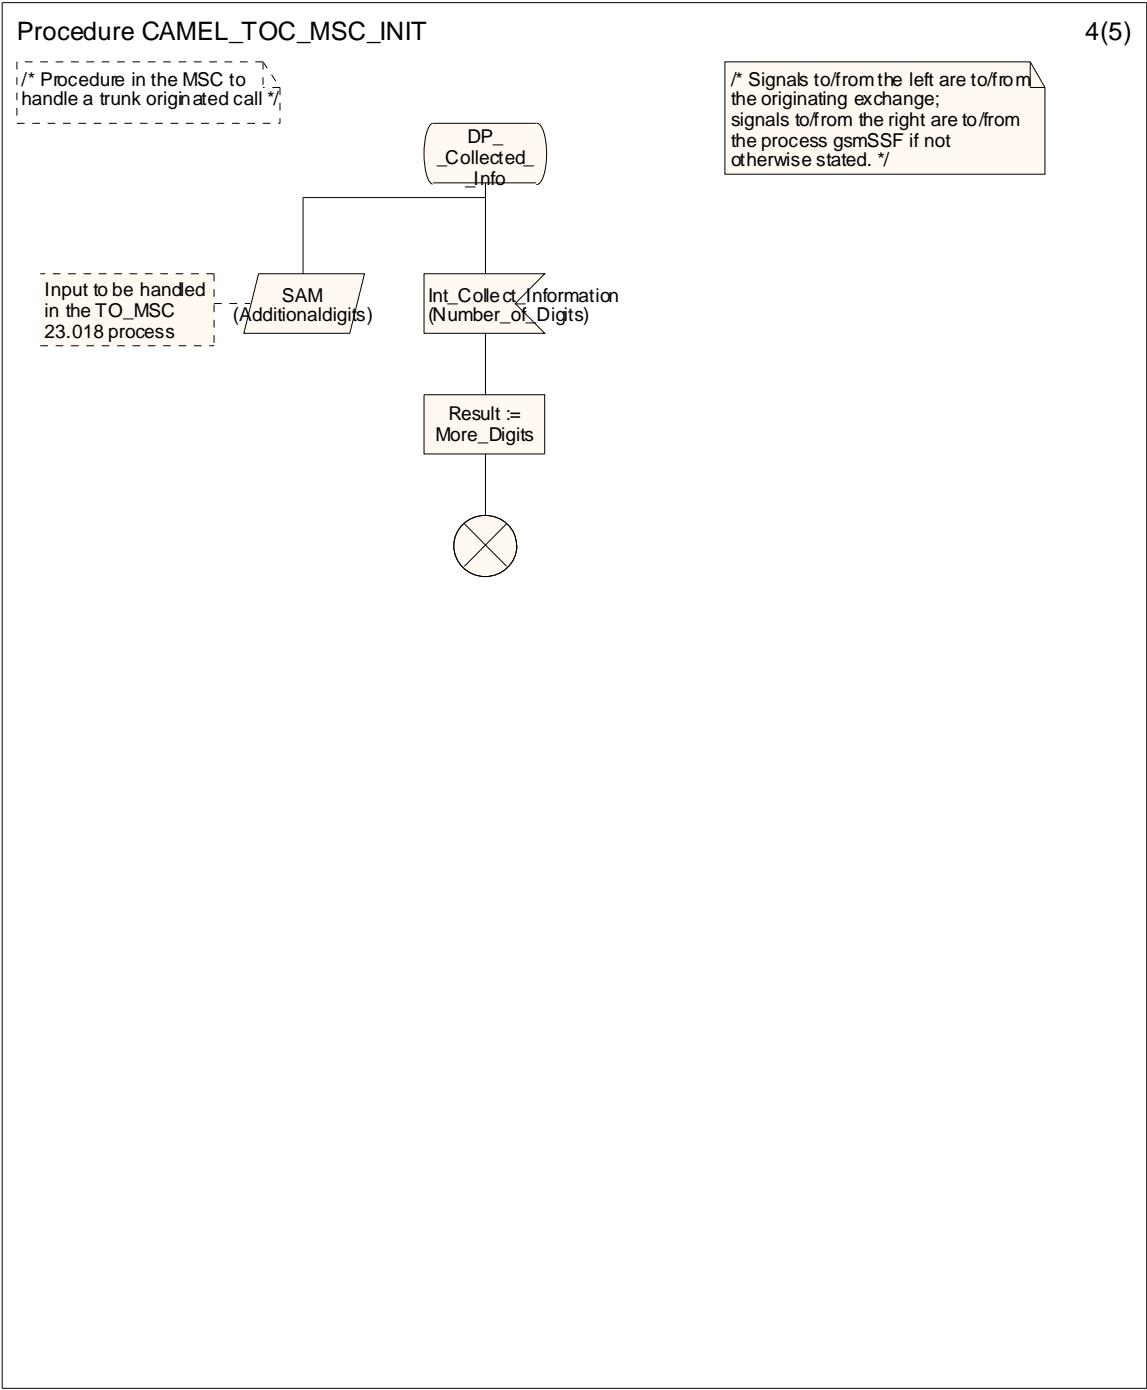 Procedure CAMEL_TOC_MSC_INIT
4(5)
/* Procedure in the MSC to
handle a trunk originated call */
/* Signals to/from the left are to/from
the originating exchange;
signals to/from the right are to/from
the process gsmSSF if not
otherwise stated. */
DP_
_Collected_
_Info
Input to be handled
in the TO_MSC
23.018 process
SAM
(Additionaldigits)
Int_Collect_Information
(Number_of_Digits)
Result :=
More_Digits